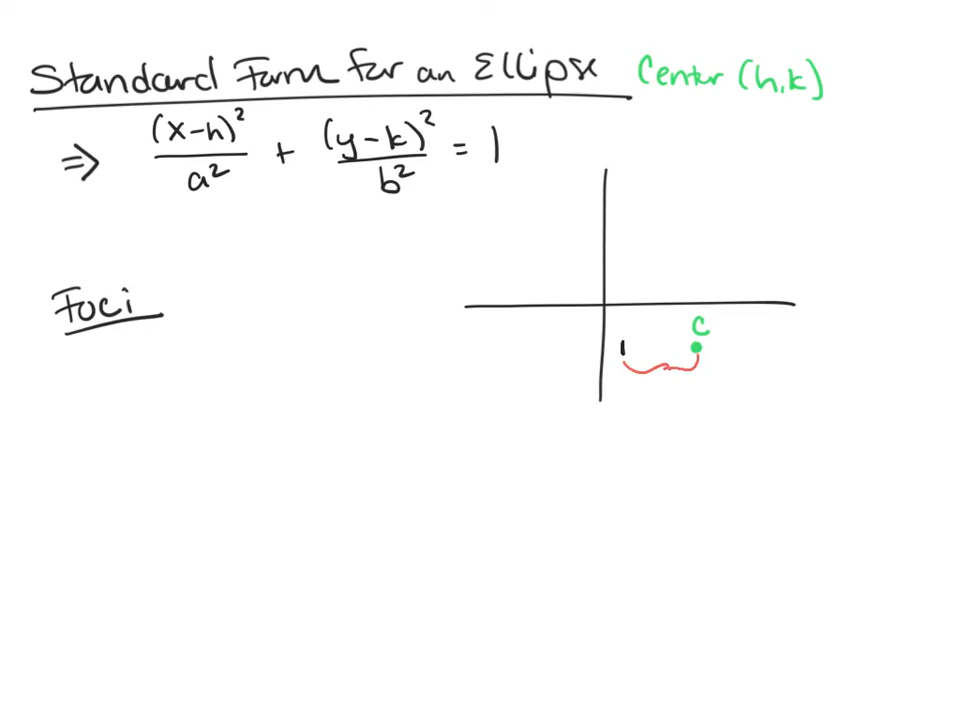 Standard Form for an Ellipse Center (h,k)
⇒ (x-h)²/a² + (y-k)²/b² = 1
Foci
C